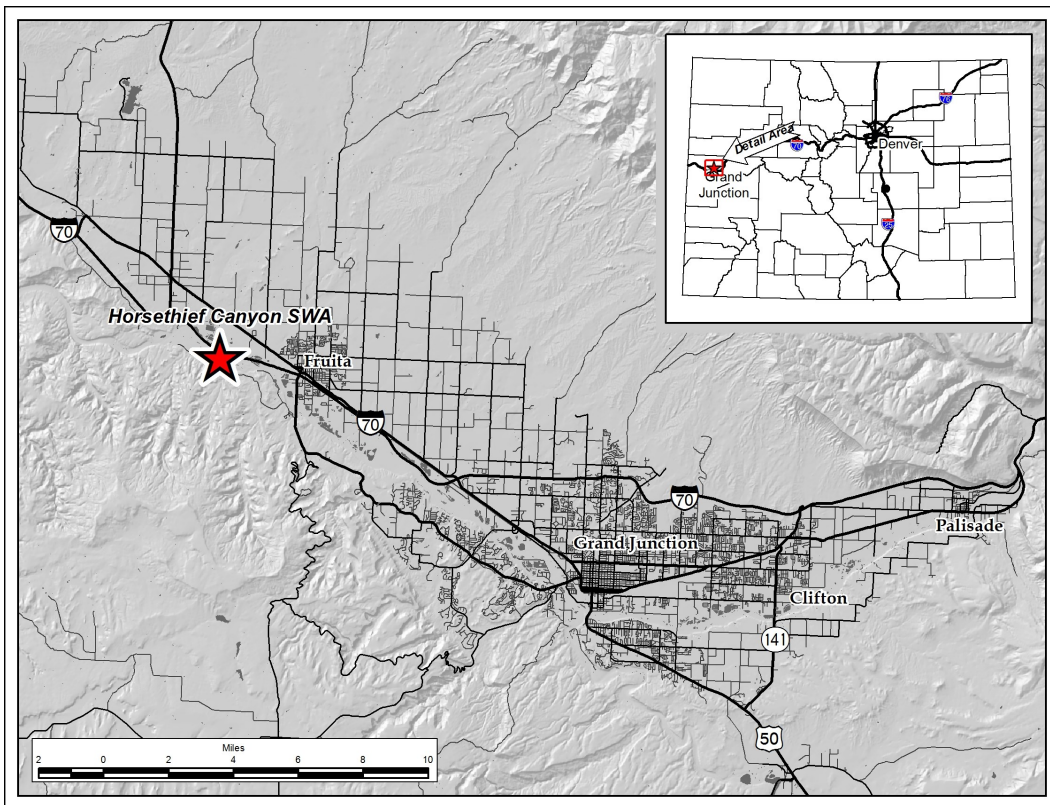 76
Denver
Detail Area
70
Grand
Junction
25
70
Horsethief Canyon SWA
Fruita
70
70
Palisade
Grand Junction
Clifton
141
50
Miles
2 0 2 4 6 8 10